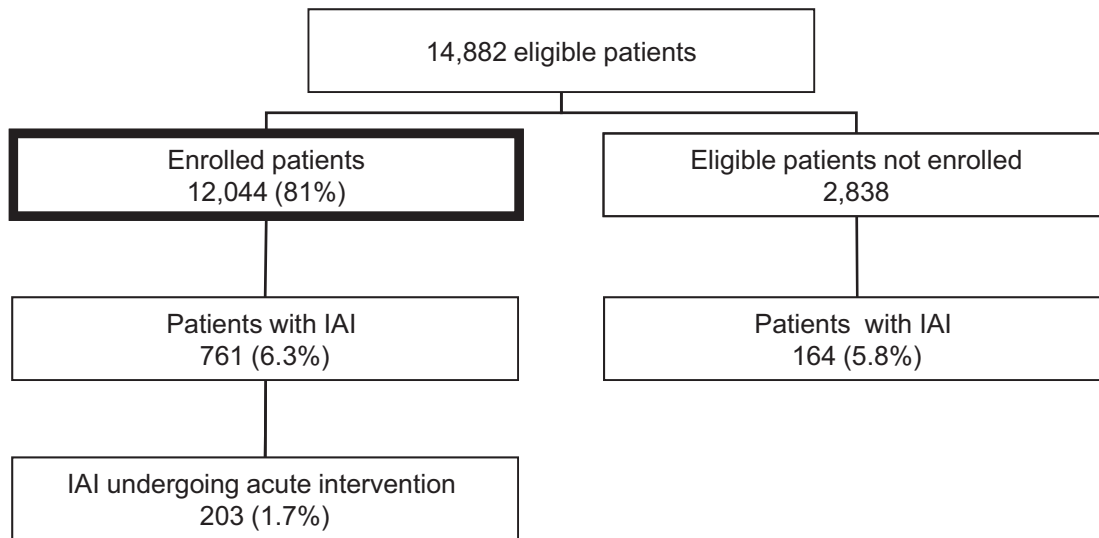 14,882 eligible patients
Enrolled patients
12,044 (81%)
Eligible patients not enrolled
2,838
Patients with IAI
761 (6.3%)
Patients with IAI
164 (5.8%)
IAI undergoing acute intervention
203 (1.7%)